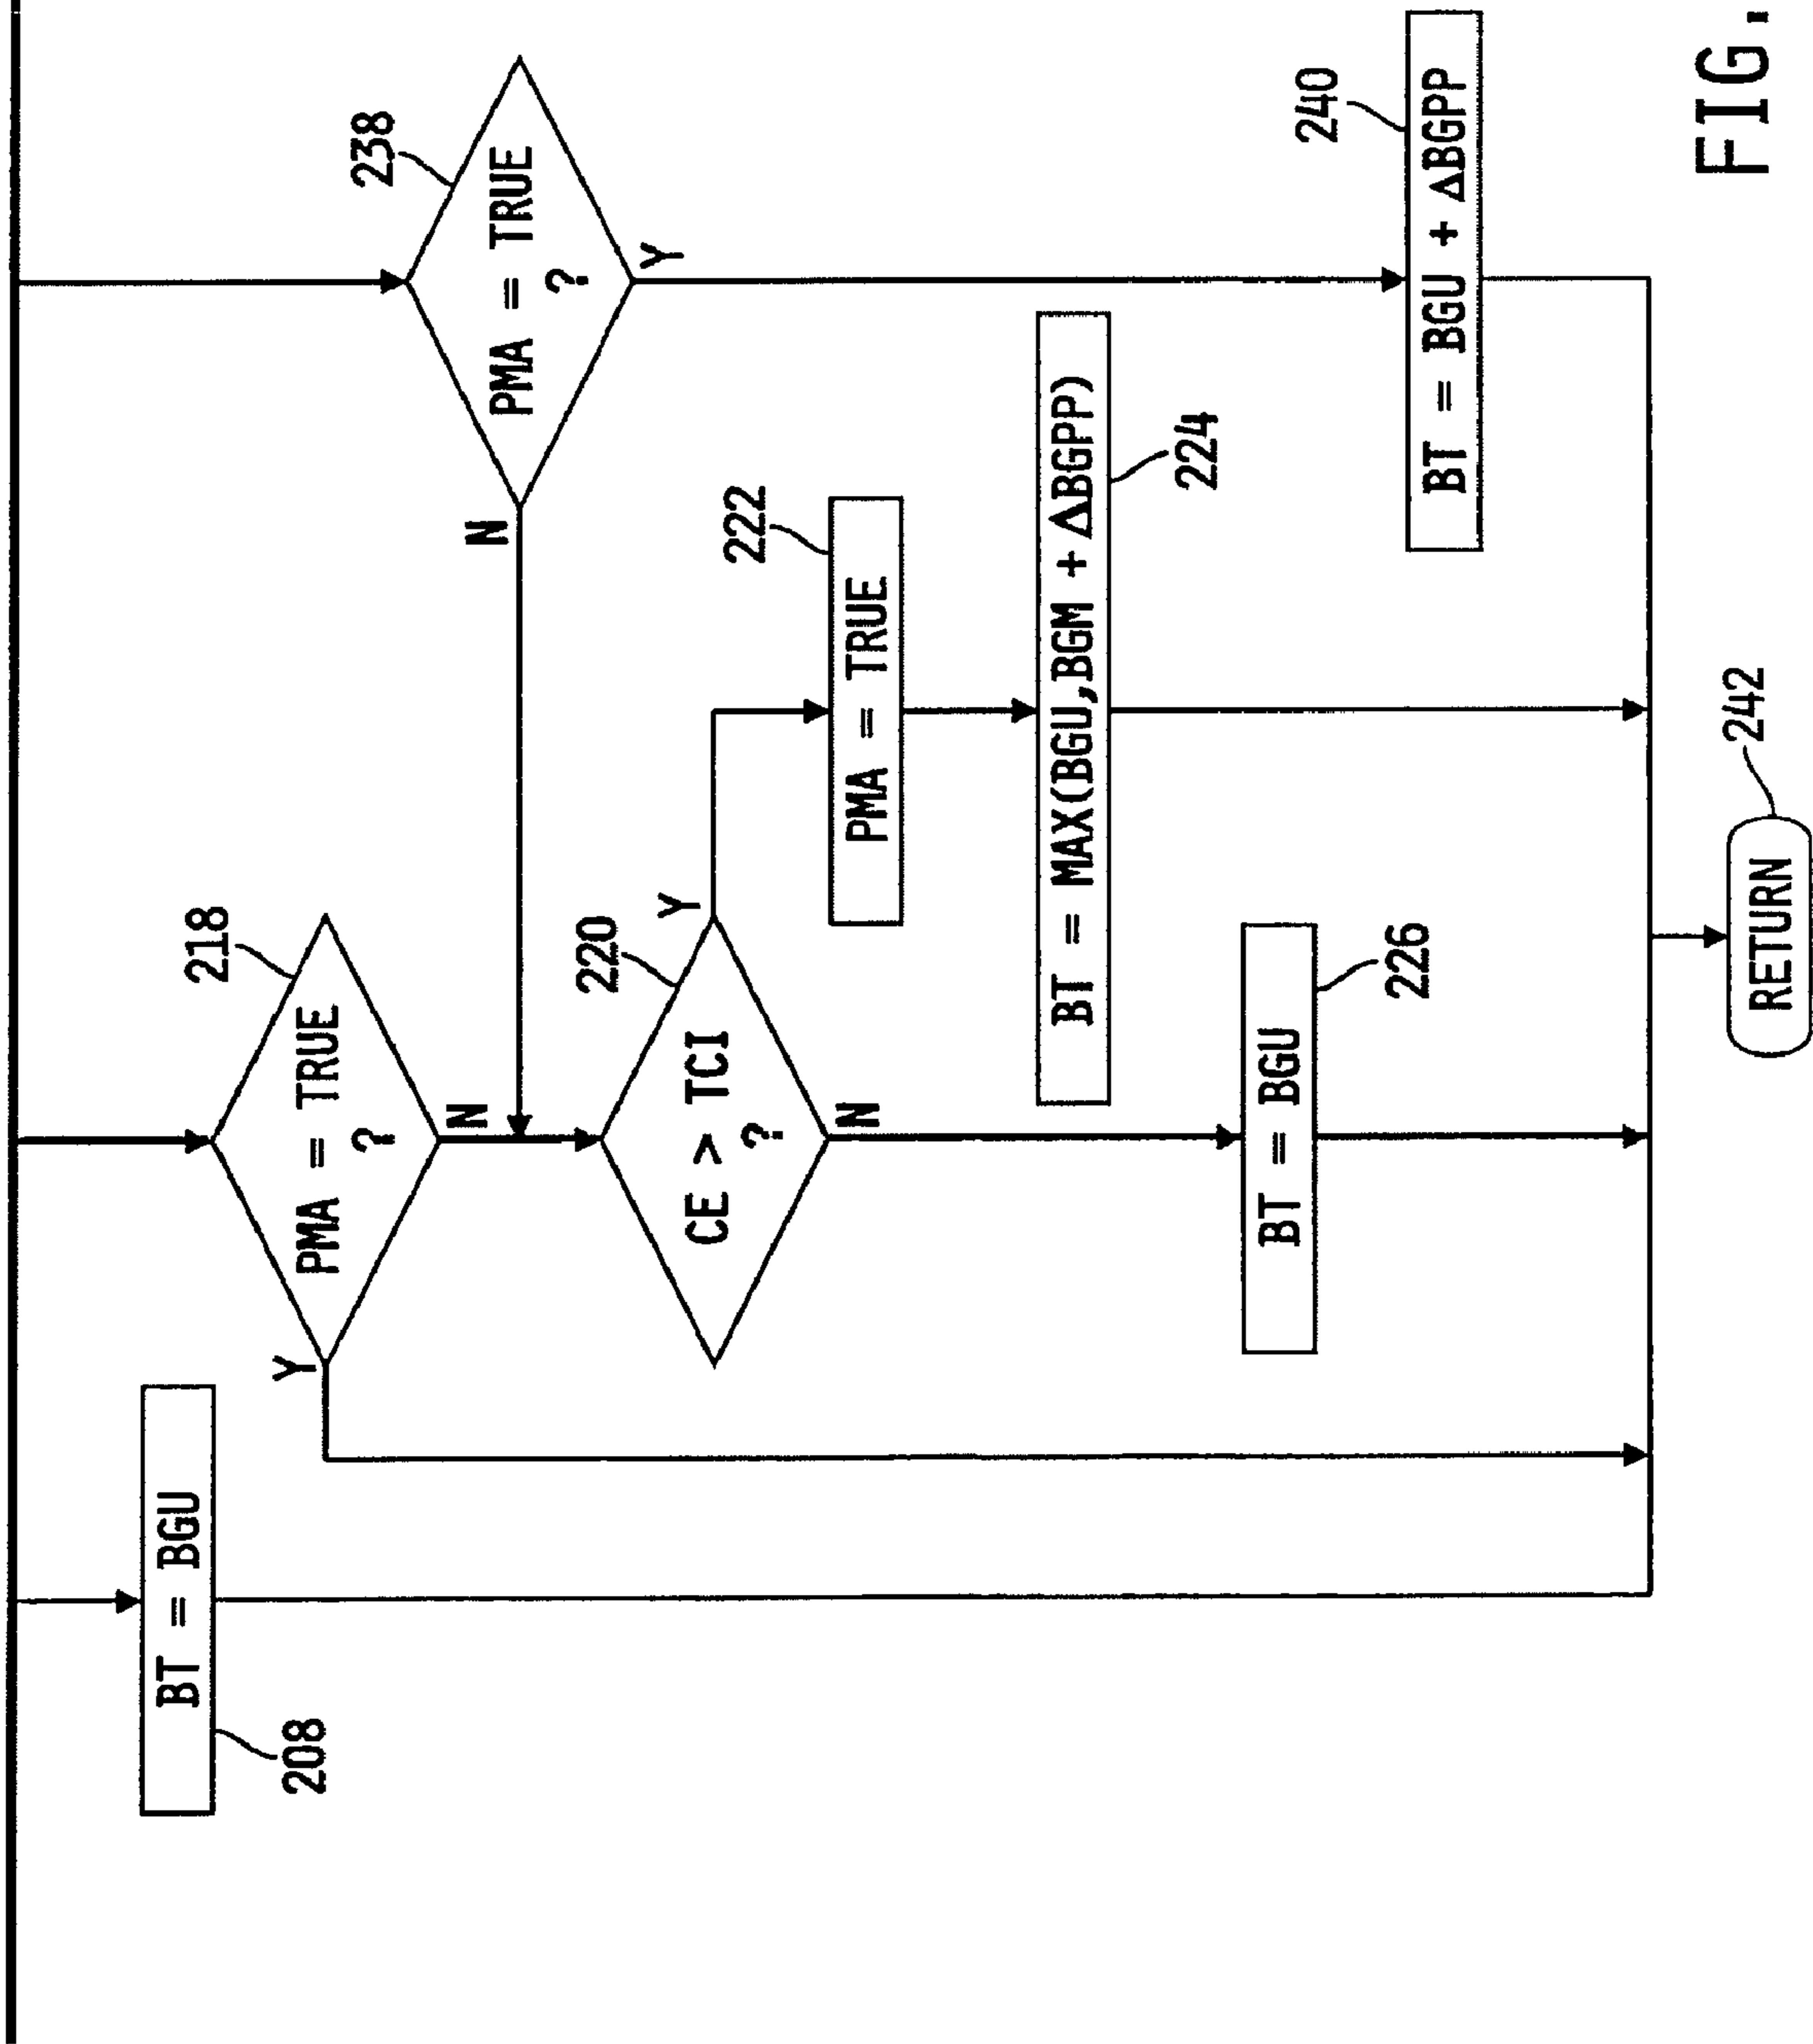 BT = BGU
208
218
PMA = TRUE
?
Y
N
238
PMA = TRUE
?
N
Y
220
CE > TCI
?
Y
N
222
PMA = TRUE
BT = MAX(BGU,BGM + ΔBGPP)
224
BT = BGU
226
240
BT = BGU + ΔBGPP
RETURN
242
FIG.